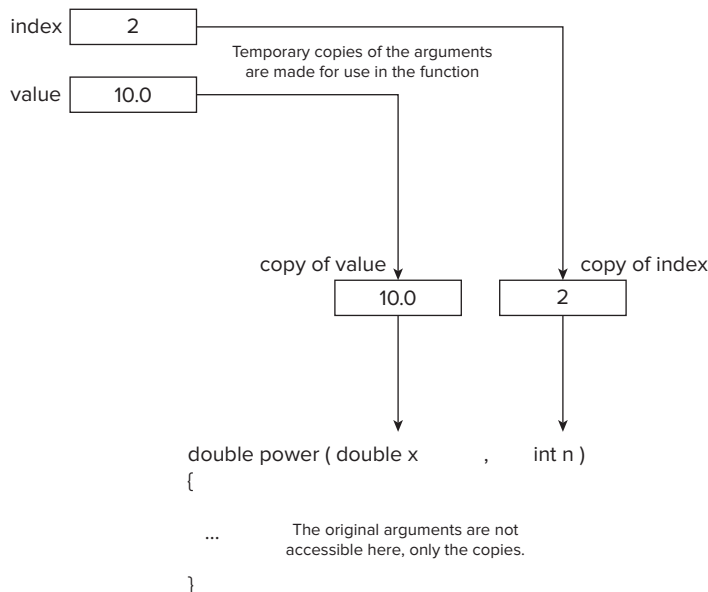 index 2
Temporary copies of the arguments
are made for use in the function
value 10.0
copy of value
copy of index
10.0
2
double power ( double x , int n )
{
...
The original arguments are not
accessible here, only the copies.
}